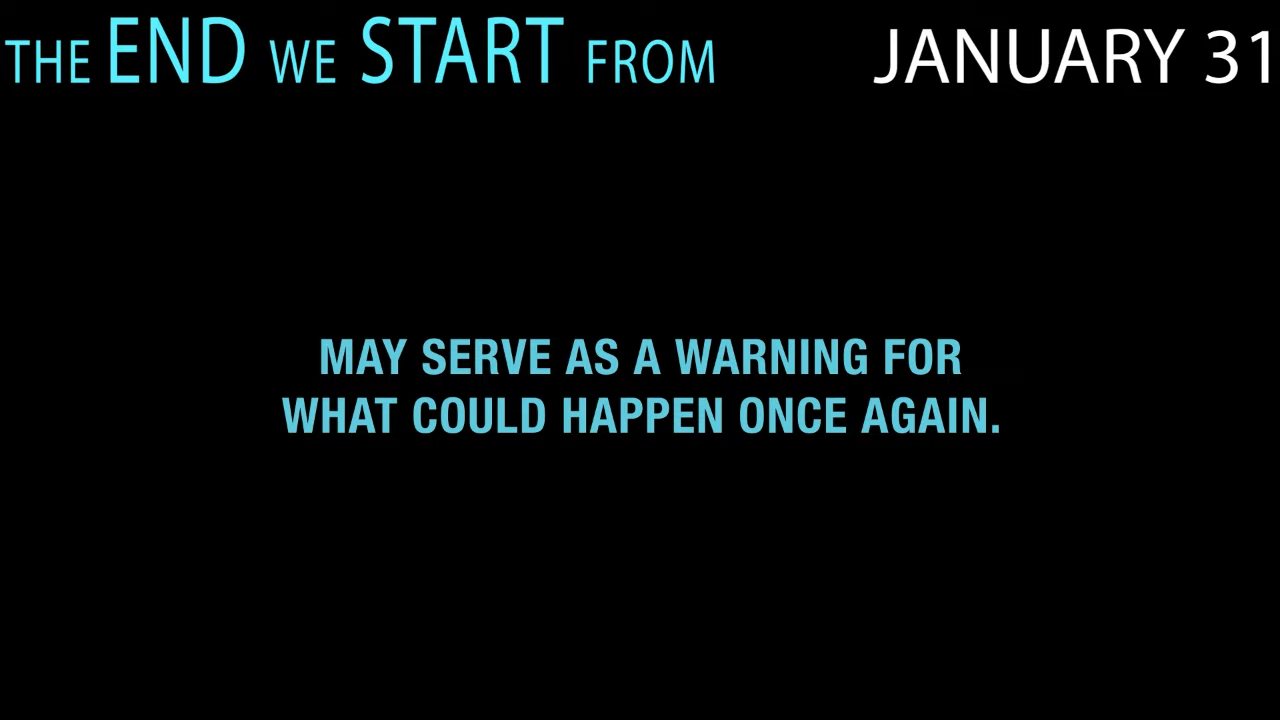 THE END WE START FROM
JANUARY 31
MAY SERVE AS A WARNING FOR
WHAT COULD HAPPEN ONCE AGAIN.